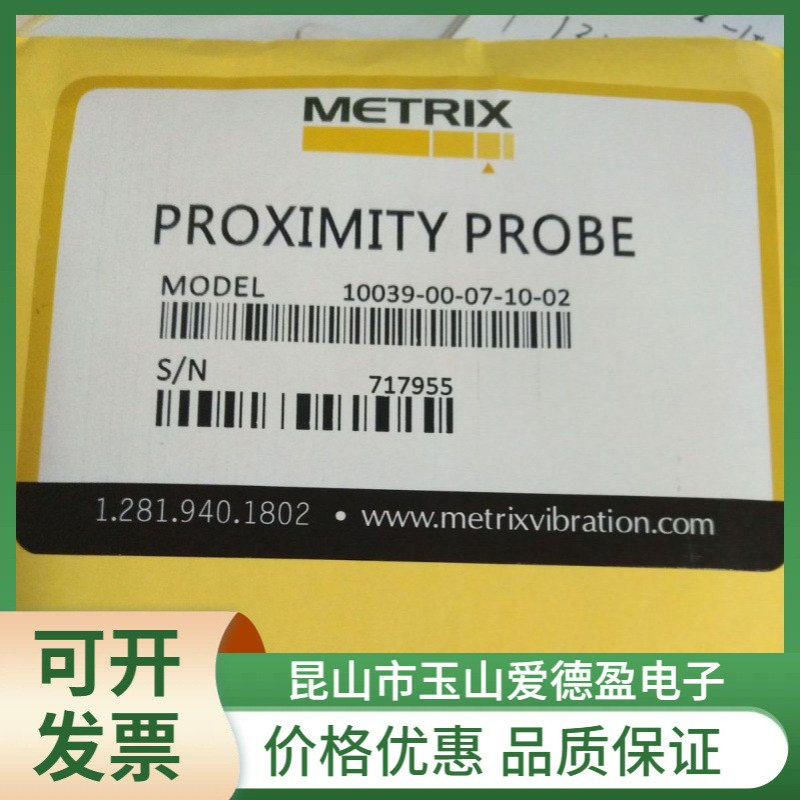 METRIX
PROXIMITY PROBE
MODEL 10039-00-07-10-02
S/N 717955
1.281.940.1802 • www.metrixvibration.com
可开
发票
昆山市玉山爱德盈电子
价格优惠 品质保证